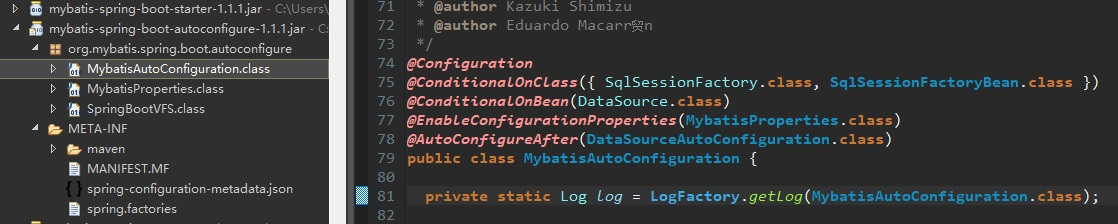 mybatis-spring-boot-starter-1.1.1.jar - C:\Users\
mybatis-spring-boot-autoconfigure-1.1.1.jar - C:
org.mybatis.spring.boot.autoconfigure
MybatisAutoConfiguration.class
MybatisProperties.class
SpringBootVFS.class
META-INF
maven
MANIFEST.MF
spring-configuration-metadata.json
spring.factories
71 * @author Kazuki Shimizu
72 * @author Eduardo Macarr贸n
73 */
74 @Configuration
75 @ConditionalOnClass({ SqlSessionFactory.class, SqlSessionFactoryBean.class })
76 @ConditionalOnBean(DataSource.class)
77 @EnableConfigurationProperties(MybatisProperties.class)
78 @AutoConfigureAfter(DataSourceAutoConfiguration.class)
79 public class MybatisAutoConfiguration {
80
81 private static Log log = LogFactory.getLog(MybatisAutoConfiguration.class);
82